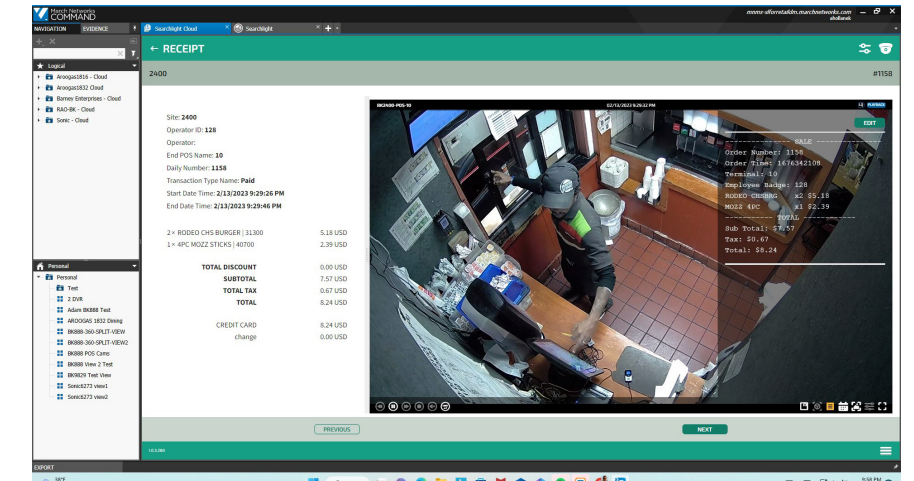 March Networks
COMMAND
NAVIGATION EVIDENCE Searchlight Cloud × Searchlight × +
← RECEIPT
2400 #1158
Logical
Aroogas1816 - Cloud
Aroogas1832 Cloud
Barney Enterprises - Cloud
RAO-BK - Cloud
Sonic - Cloud
Site: 2400
Operator ID: 128
Operator:
End POS Name: 10
Daily Number: 1158
Transaction Type Name: Paid
Start Date Time: 2/13/2023 9:29:26 PM
End Date Time: 2/13/2023 9:29:46 PM
2× RODEO CHS BURGER | 31300 5.18 USD
1× 4PC MOZZ STICKS | 40700 2.39 USD
TOTAL DISCOUNT 0.00 USD
SUBTOTAL 7.57 USD
TOTAL TAX 0.67 USD
TOTAL 8.24 USD
CREDIT CARD 8.24 USD
change 0.00 USD
BK2400-POS-10 02/13/2023 9:29:32 PM PLAYBACK
EDIT
SALE
Order Number: 1158
Order Time: 1676342108
Terminal: 10
Employee Badge: 128
RODEO CHSBRG x2 $5.18
MOZZ 4PC x1 $2.39
TOTAL
Sub Total: $7.57
Tax: $0.67
Total: $8.24
Personal
Personal
Test
2 DVR
Adam BK888 Test
AROOGAS 1832 Dining
BK888-360-SPLIT-VIEW
BK888-360-SPLIT-VIEW2
BK888 POS Cams
BK888 View 2 Test
BK9829 Test View
Sonic6273 view1
Sonic6273 view2
PREVIOUS NEXT
EXPORT